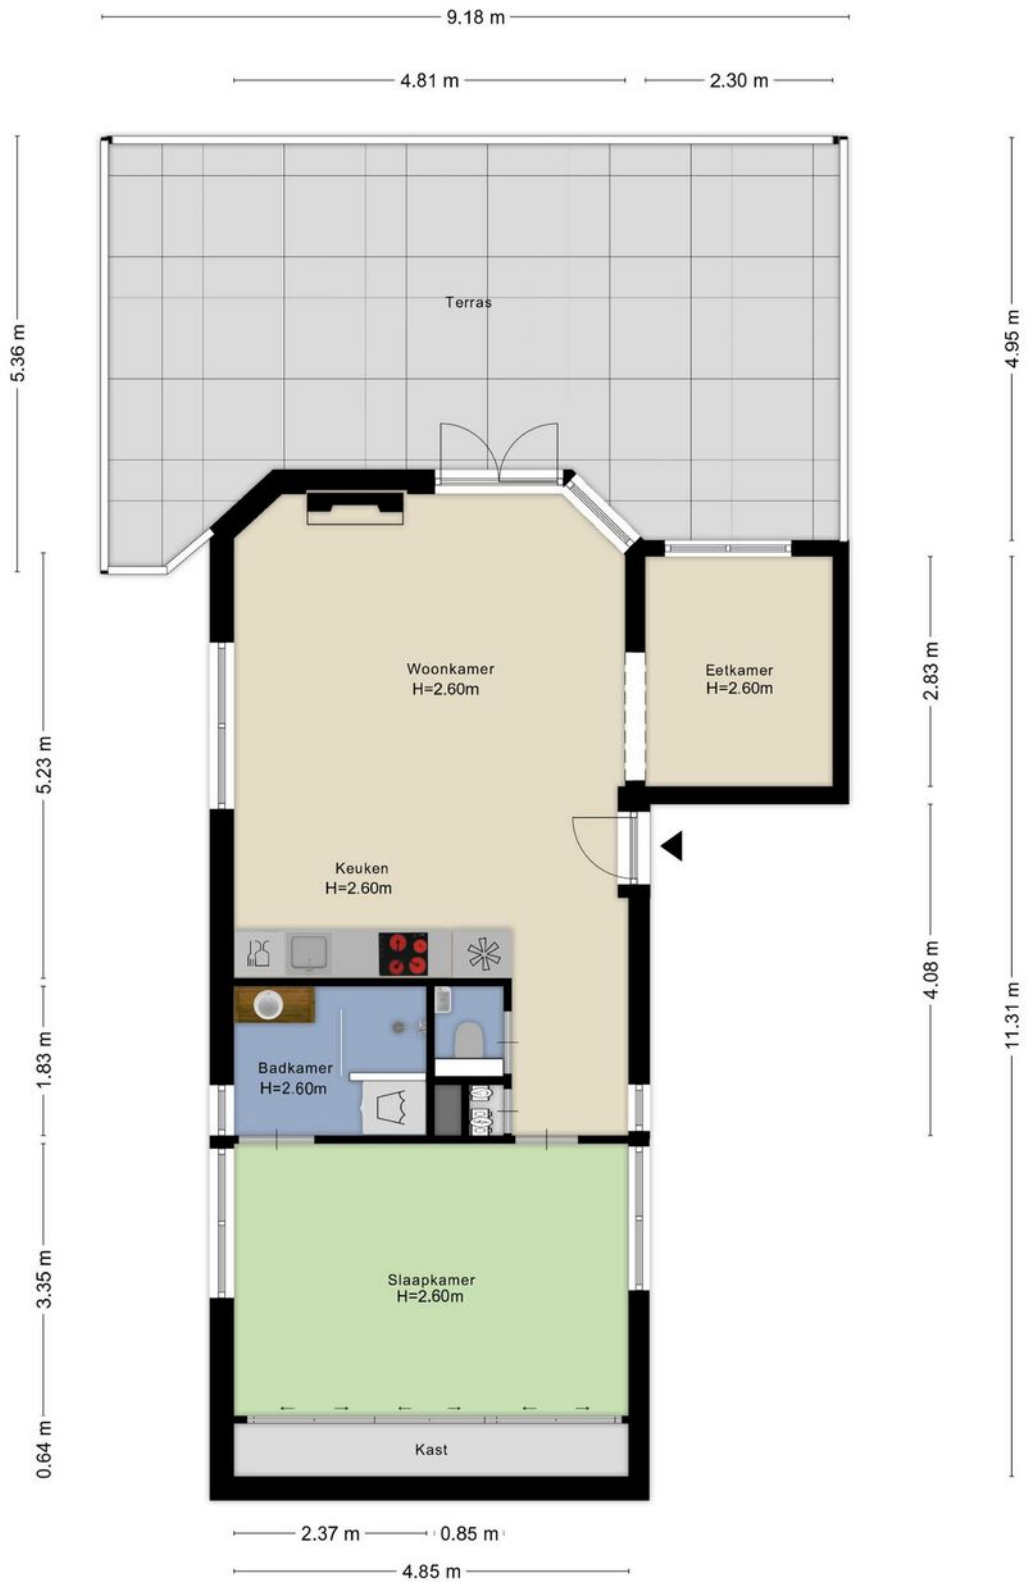 9.18 m
4.81 m
2.30 m
5.36 m
4.95 m
Terras
Woonkamer
H=2.60m
Eetkamer
H=2.60m
2.83 m
5.23 m
Keuken
H=2.60m
4.08 m
11.31 m
1.83 m
Badkamer
H=2.60m
3.35 m
Slaapkamer
H=2.60m
0.64 m
Kast
2.37 m
0.85 m
4.85 m